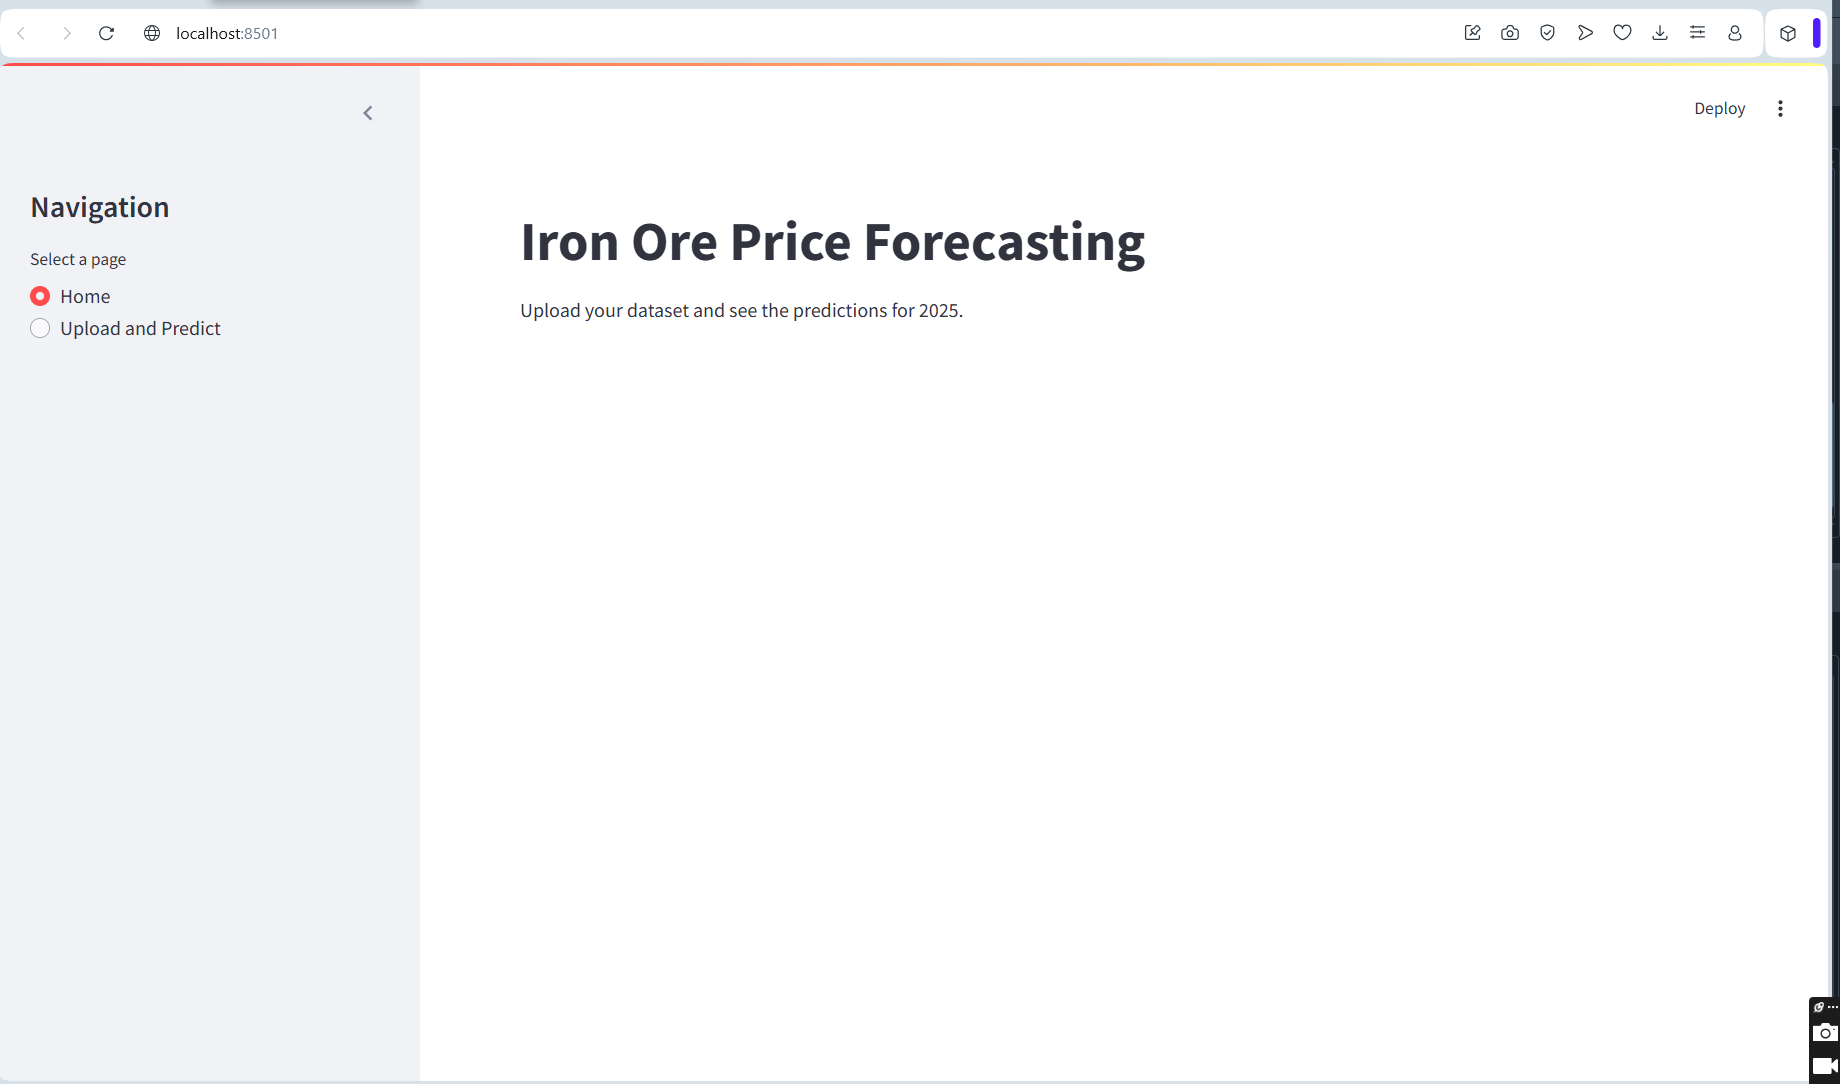 localhost:8501
Deploy
Navigation
Select a page
Home
Upload and Predict
Iron Ore Price Forecasting
Upload your dataset and see the predictions for 2025.